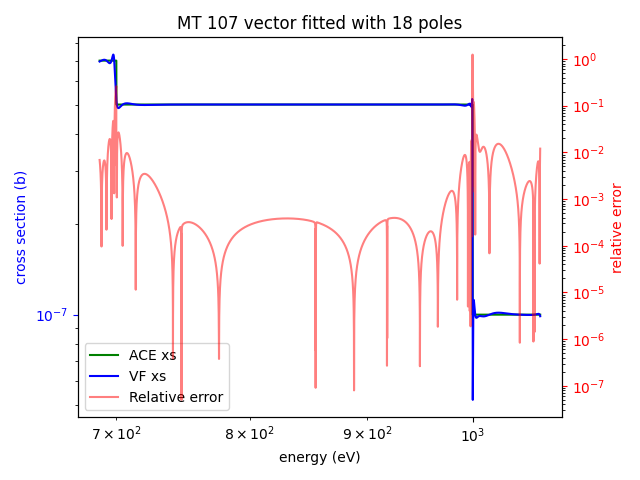 MT 107 vector fitted with 18 poles
cross section (b)
10⁻⁷
10⁰
10⁻¹
10⁻²
10⁻³
10⁻⁴
10⁻⁵
10⁻⁶
10⁻⁷
relative error
ACE xs
VF xs
Relative error
7 × 10² 8 × 10² 9 × 10² 10³
energy (eV)